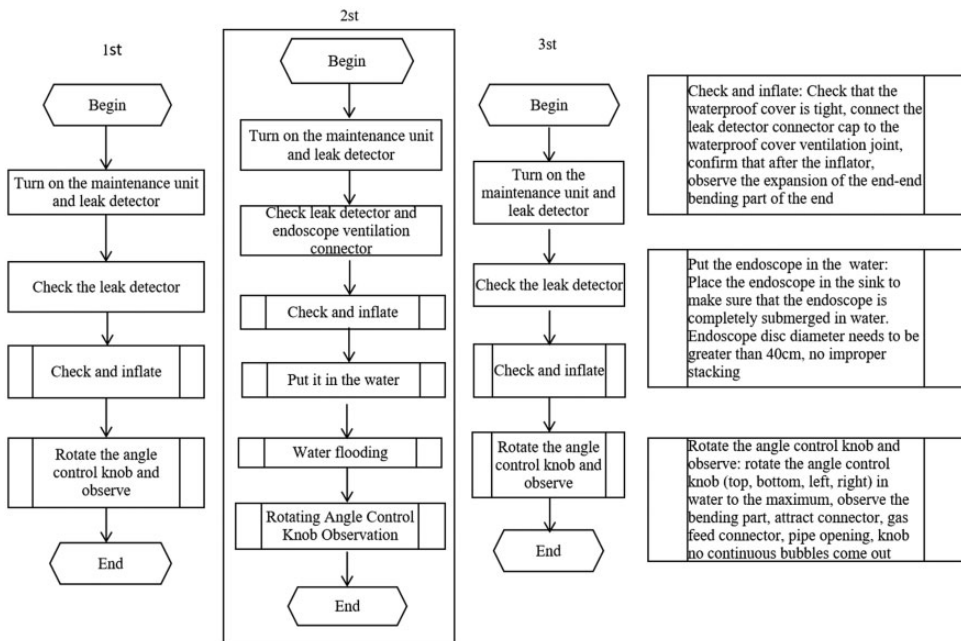 1st
Begin
Turn on the maintenance unit
and leak detector
Check the leak detector
Check and inflate
Rotate the angle
control knob and
observe
End
2st
Begin
Turn on the maintenance unit
and leak detector
Check leak detector and
endoscope ventilation
connector
Check and inflate
Put it in the water
Water flooding
Rotating Angle Control
Knob Observation
End
3st
Begin
Turn on the
maintenance unit and
leak detector
Check the leak detector
Check and inflate
Rotate the angle
control knob and
observe
End
Check and inflate: Check that the
waterproof cover is tight, connect the
leak detector connector cap to the
waterproof cover ventilation joint,
confirm that after the inflator,
observe the expansion of the end-end
bending part of the end
Put the endoscope in the water:
Place the endoscope in the sink to
make sure that the endoscope is
completely submerged in water.
Endoscope disc diameter needs to be
greater than 40cm, no improper
stacking
Rotate the angle control knob and
observe: rotate the angle control
knob (top, bottom, left, right) in
water to the maximum, observe the
bending part, attract connector, gas
feed connector, pipe opening, knob
no continuous bubbles come out